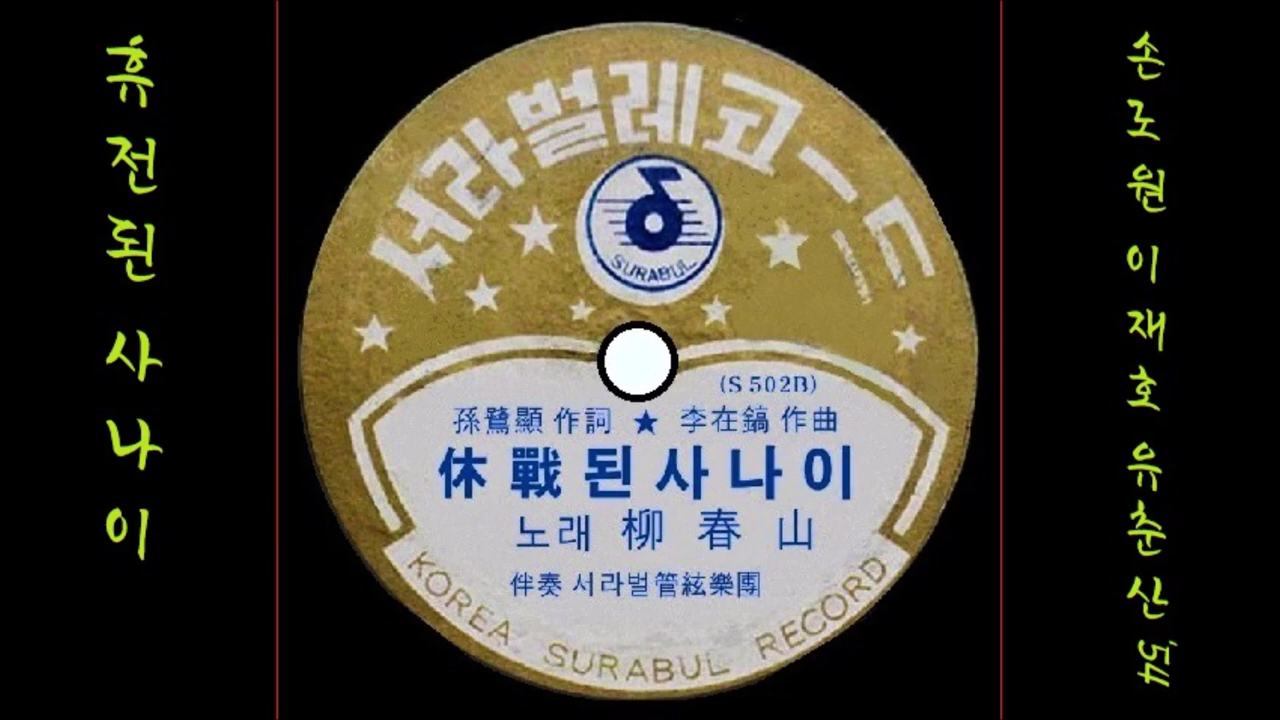 휴전된 사나이
서라벌레코ー드
SURABUL
(S 502B)
孫鷺顯 作詞 ★ 李在鎬 作曲
休戰된사나이
노래 柳春山
伴奏 서라벌管絃樂團
KOREA SURABUL RECORD
손노원 이재호 유춘산